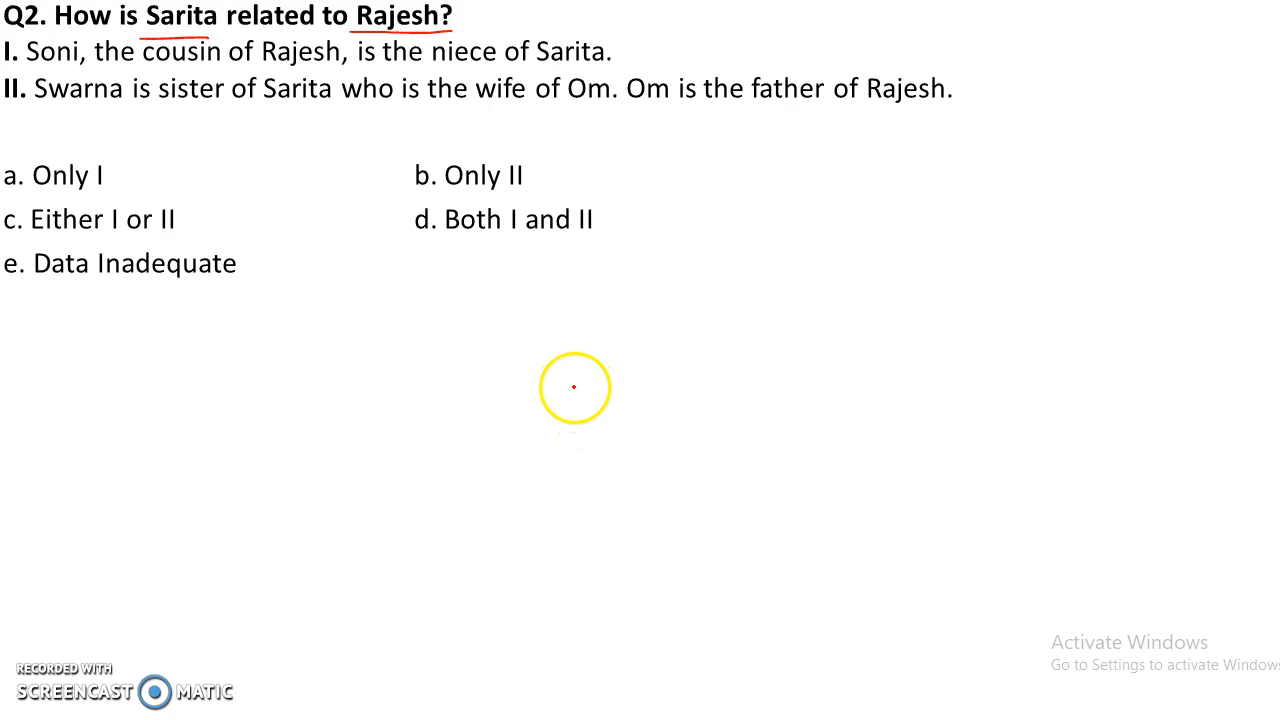 Q2. How is Sarita related to Rajesh?
I. Soni, the cousin of Rajesh, is the niece of Sarita.
II. Swarna is sister of Sarita who is the wife of Om. Om is the father of Rajesh.
a. Only I b. Only II
c. Either I or II d. Both I and II
e. Data Inadequate
Activate Windows
Go to Settings to activate Windows
RECORDED WITH
SCREENCAST MATIC